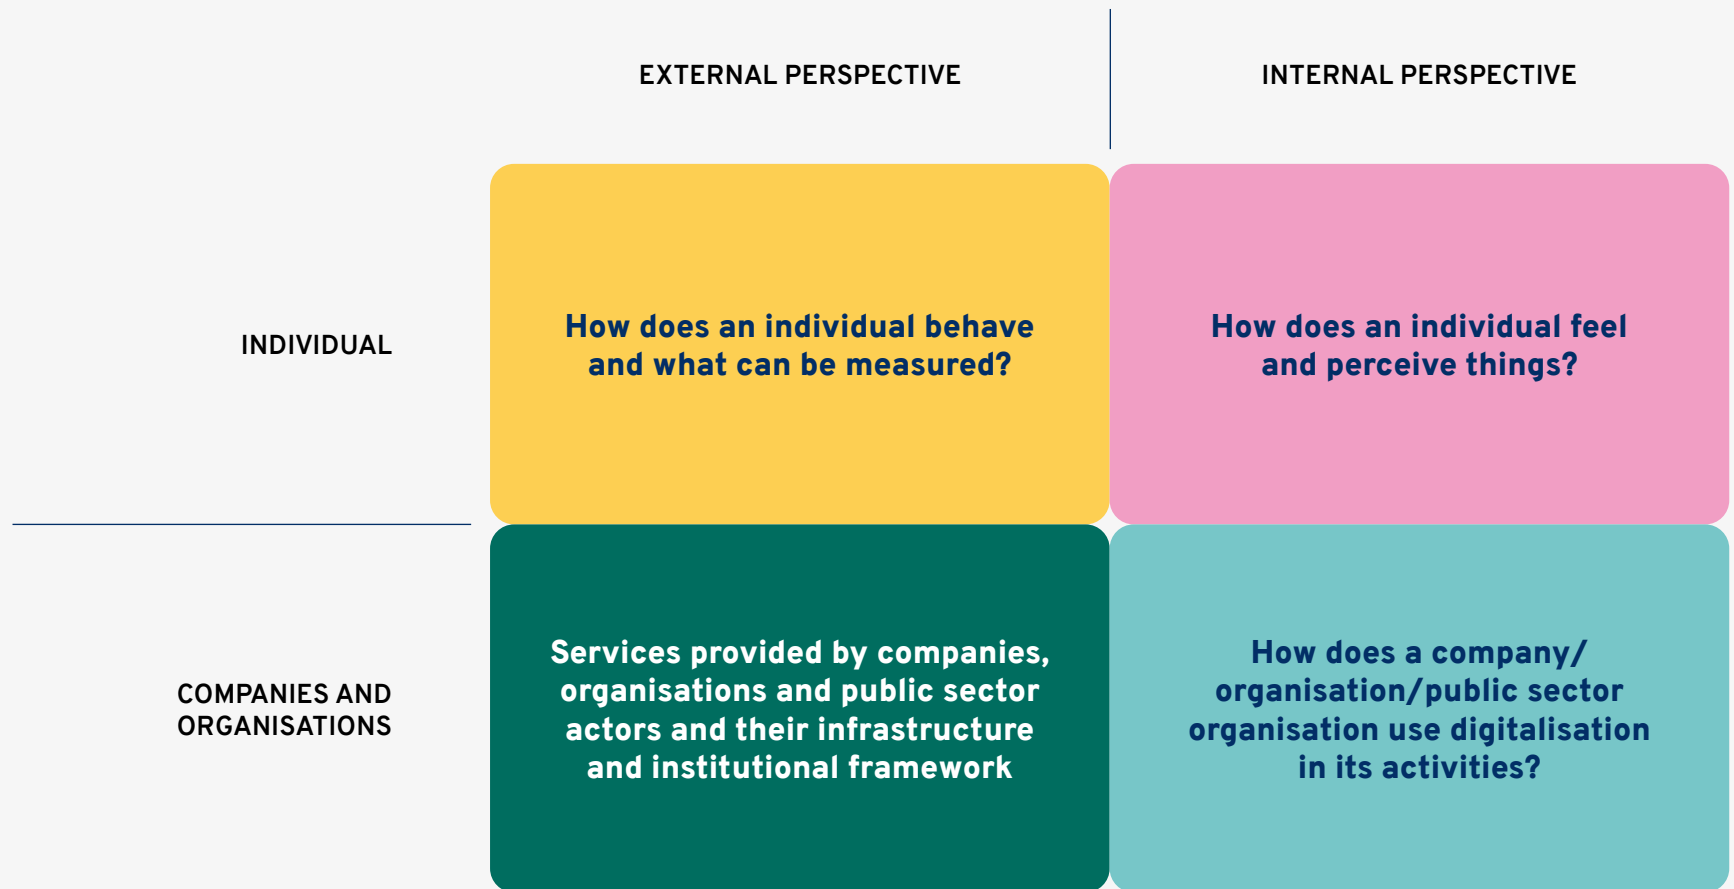 EXTERNAL PERSPECTIVE
INTERNAL PERSPECTIVE
INDIVIDUAL
How does an individual behave
and what can be measured?
How does an individual feel
and perceive things?
COMPANIES AND
ORGANISATIONS
Services provided by companies,
organisations and public sector
actors and their infrastructure
and institutional framework
How does a company/
organisation/public sector
organisation use digitalisation
in its activities?